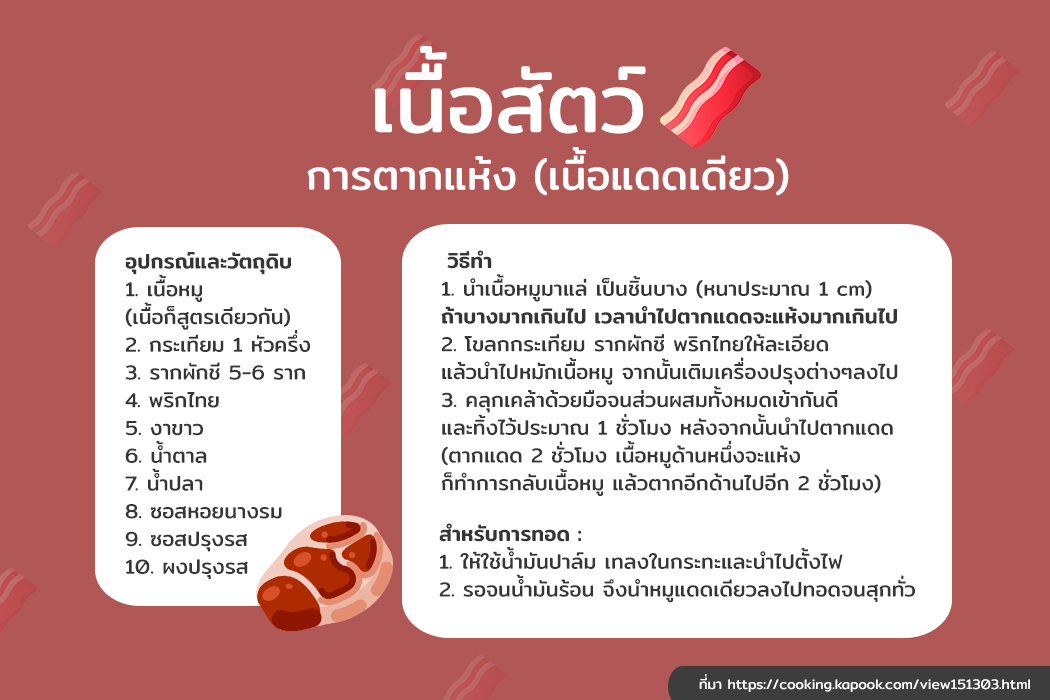 เนื้อสัตว์
การตากแห้ง (เนื้อแดดเดียว)
อุปกรณ์และวัตถุดิบ
1. เนื้อหมู
(เนื้อก็สูตรเดียวกัน)
2. กระเทียม 1 หัวครึ่ง
3. รากผักชี 5-6 ราก
4. พริกไทย
5. งาขาว
6. น้ำตาล
7. น้ำปลา
8. ซอสหอยนางรม
9. ซอสปรุงรส
10. ผงปรุงรส
วิธีทำ
1. นำเนื้อหมูมาแล่ เป็นชิ้นบาง (หนาประมาณ 1 cm)
ถ้าบางมากเกินไป เวลานำไปตากแดดจะแห้งมากเกินไป
2. โขลกกระเทียม รากผักชี พริกไทยให้ละเอียด
แล้วนำไปหมักเนื้อหมู จากนั้นเติมเครื่องปรุงต่างๆลงไป
3. คลุกเคล้าด้วยมือจนส่วนผสมทั้งหมดเข้ากันดี
และทิ้งไว้ประมาณ 1 ชั่วโมง หลังจากนั้นนำไปตากแดด
(ตากแดด 2 ชั่วโมง เนื้อหมูด้านหนึ่งจะแห้ง
ก็ทำการกลับเนื้อหมู แล้วตากอีกด้านไปอีก 2 ชั่วโมง)
สำหรับการทอด :
1. ให้ใช้น้ำมันปาล์ม เทลงในกระทะและนำไปตั้งไฟ
2. รอจนน้ำมันร้อน จึงนำหมูแดดเดียวลงไปทอดจนสุกทั่ว
ที่มา https://cooking.kapook.com/view151303.html